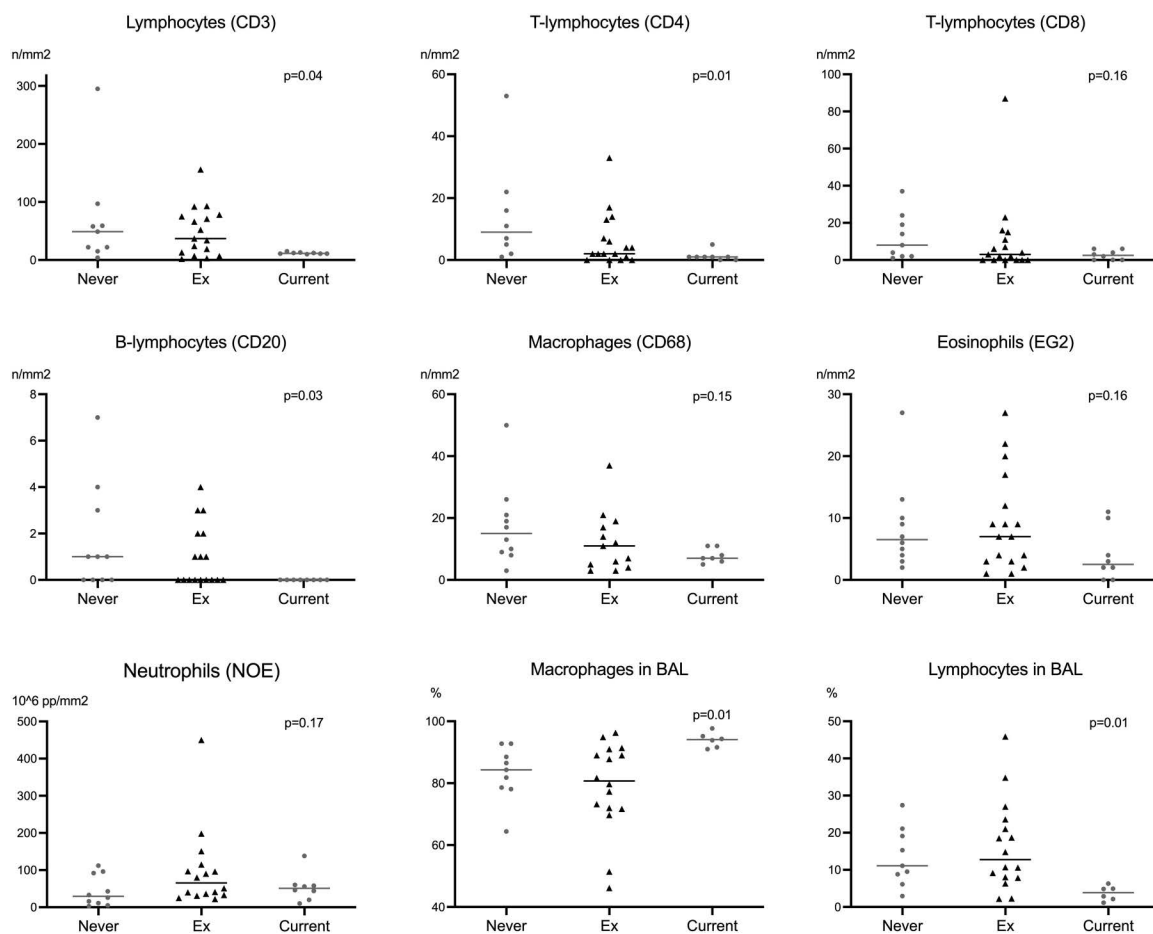 Lymphocytes (CD3)
n/mm2
p=0.04
300
200
100
0
Never Ex Current
T-lymphocytes (CD4)
n/mm2
p=0.01
60
40
20
0
Never Ex Current
T-lymphocytes (CD8)
n/mm2
p=0.16
100
80
60
40
20
0
Never Ex Current
B-lymphocytes (CD20)
n/mm2
p=0.03
8
6
4
2
0
Never Ex Current
Macrophages (CD68)
n/mm2
p=0.15
60
40
20
0
Never Ex Current
Eosinophils (EG2)
n/mm2
p=0.16
30
20
10
0
Never Ex Current
Neutrophils (NOE)
10^6 pp/mm2
p=0.17
500
400
300
200
100
0
Never Ex Current
Macrophages in BAL
%
p=0.01
100
80
60
40
Never Ex Current
Lymphocytes in BAL
%
p=0.01
50
40
30
20
10
0
Never Ex Current